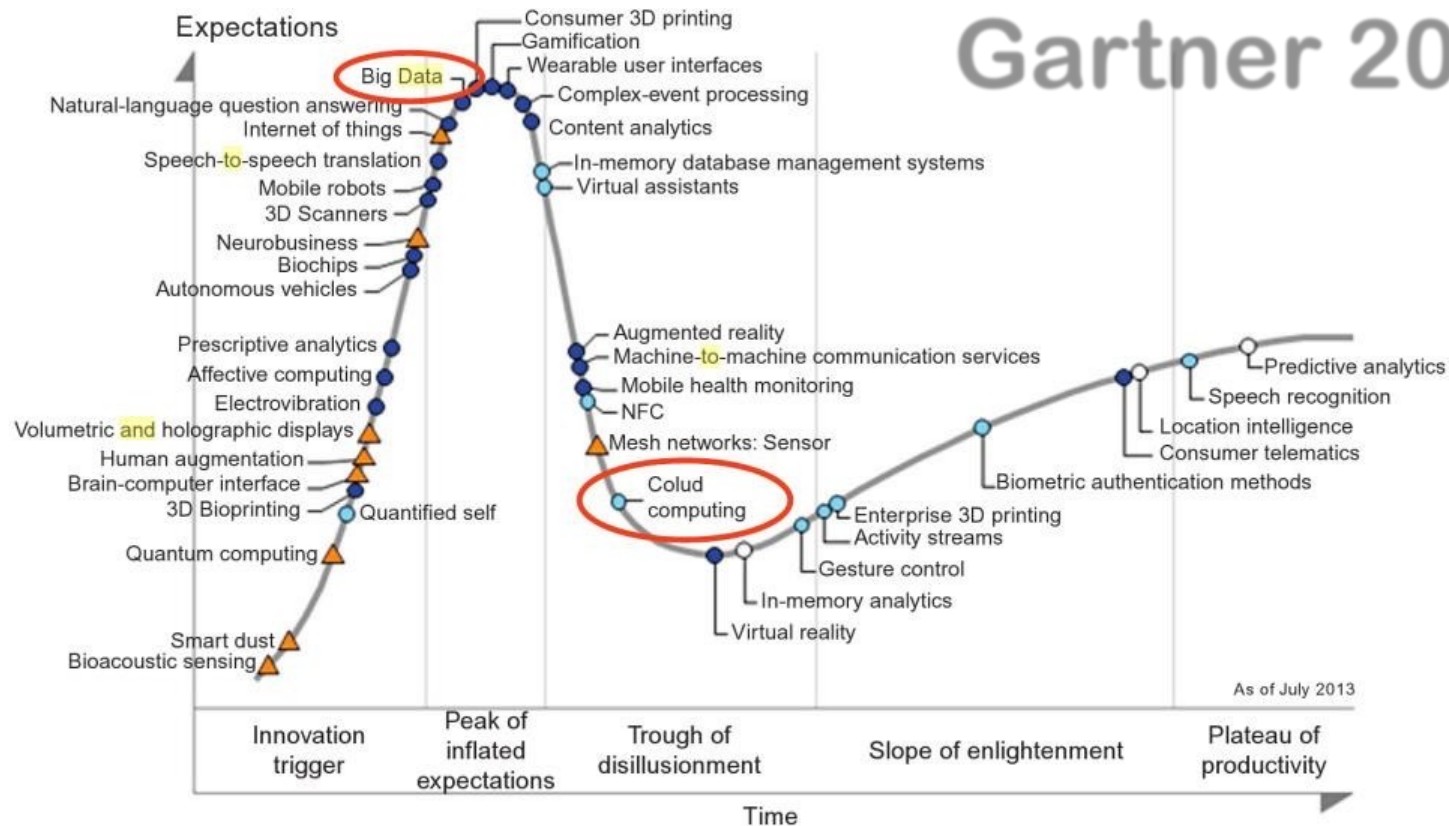 Expectations
Gartner 20
Consumer 3D printing
Gamification
Big Data
Wearable user interfaces
Natural-language question answering
Complex-event processing
Internet of things
Content analytics
Speech-to-speech translation
In-memory database management systems
Mobile robots
Virtual assistants
3D Scanners
Neurobusiness
Biochips
Autonomous vehicles
Augmented reality
Prescriptive analytics
Machine-to-machine communication services
Affective computing
Mobile health monitoring
Electrovibration
NFC
Volumetric and holographic displays
Mesh networks: Sensor
Human augmentation
Brain-computer interface
3D Bioprinting
Quantified self
Colud
computing
Quantum computing
Smart dust
Bioacoustic sensing
Predictive analytics
Speech recognition
Location intelligence
Consumer telematics
Biometric authentication methods
Enterprise 3D printing
Activity streams
Gesture control
In-memory analytics
Virtual reality
As of July 2013
Innovation
trigger
Peak of
inflated
expectations
Trough of
disillusionment
Slope of enlightenment
Plateau of
productivity
Time